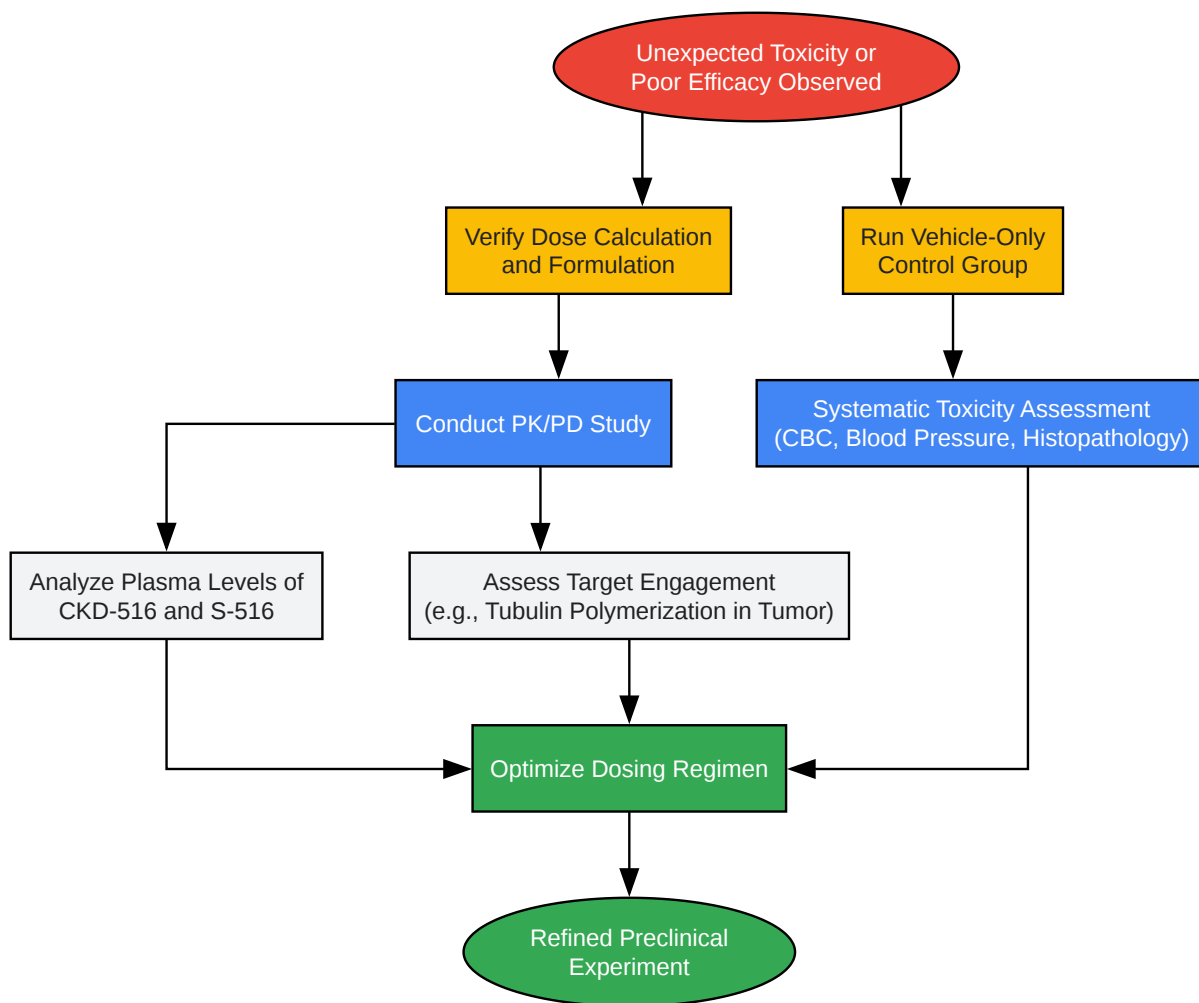 Unexpected Toxicity or
Poor Efficacy Observed
Verify Dose Calculation
and Formulation
Run Vehicle-Only
Control Group
Conduct PK/PD Study
Systematic Toxicity Assessment
(CBC, Blood Pressure, Histopathology)
Analyze Plasma Levels of
CKD-516 and S-516
Assess Target Engagement
(e.g., Tubulin Polymerization in Tumor)
Optimize Dosing Regimen
Refined Preclinical
Experiment